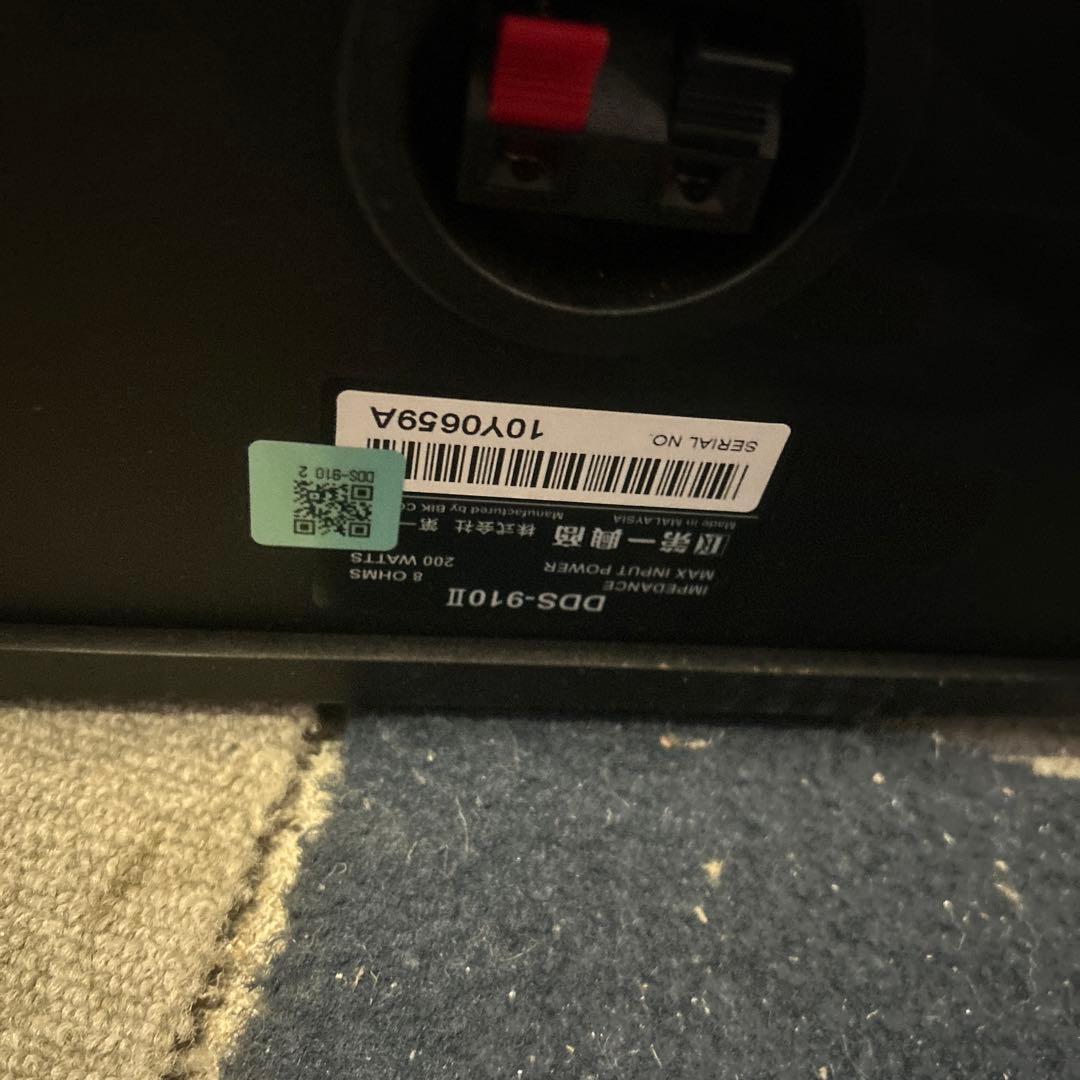 DDS-910Ⅱ
IMPEDANCE 8 OHMS
MAX INPUT POWER 200 WATTS
第一興商 株式会社 第一
Made in MALAYSIA Manufactured by BIK CO
SERIAL NO. 10Y0659A
DDS-910 2